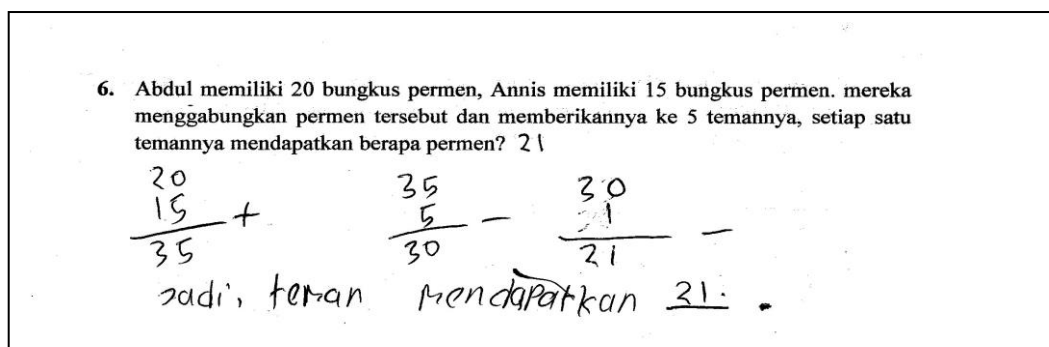 6. Abdul memiliki 20 bungkus permen, Annis memiliki 15 bungkus permen. mereka
menggabungkan permen tersebut dan memberikannya ke 5 temannya, setiap satu
temannya mendapatkan berapa permen? 21
20 35 30
15 + 5 - 1 -
35 30 21
Jadi, teman mendapatkan 21.